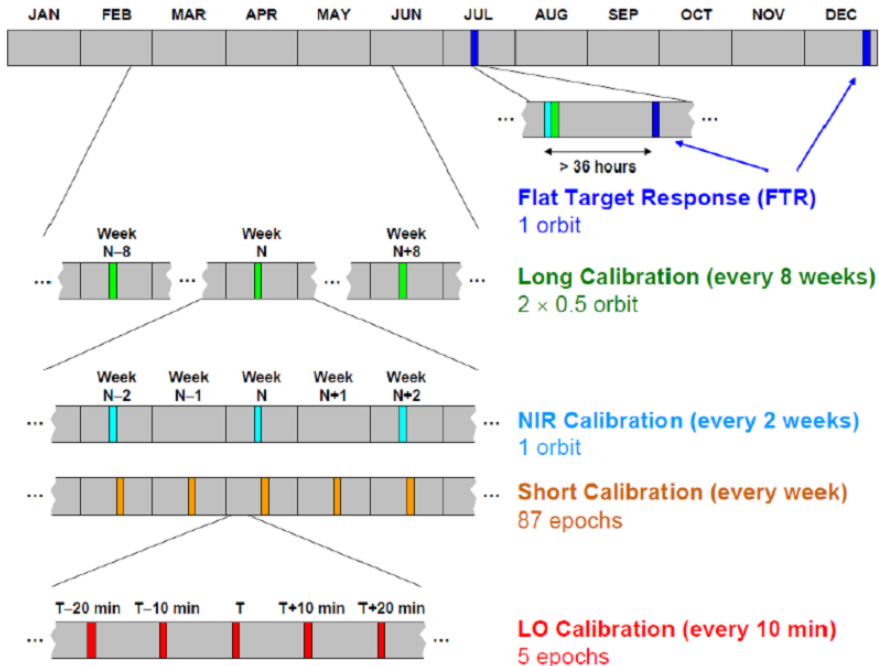 JAN FEB MAR APR MAY JUN JUL AUG SEP OCT NOV DEC
... ...
> 36 hours
Flat Target Response (FTR)
1 orbit
Week Week Week
N–8 N N+8
... ... ... ...
Long Calibration (every 8 weeks)
2 × 0.5 orbit
Week Week Week Week Week
N–2 N–1 N N+1 N+2
... ...
NIR Calibration (every 2 weeks)
1 orbit
... ...
Short Calibration (every week)
87 epochs
T–20 min T–10 min T T+10 min T+20 min
... ...
LO Calibration (every 10 min)
5 epochs